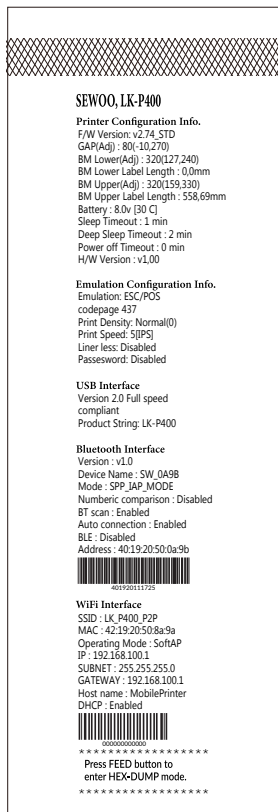 SEWOO, LK-P400
Printer Configuration Info.
F/W Version: v2.74_STD
GAP(Adj) : 80(-10,270)
BM Lower(Adj) : 320(127,240)
BM Lower Label Length : 0,0mm
BM Upper(Adj) : 320(159,330)
BM Upper Label Length : 558,69mm
Battery : 8.0v [30 C]
Sleep Timeout : 1 min
Deep Sleep Timeout : 2 min
Power off Timeout : 0 min
H/W Version : v1,00
Emulation Configuration Info.
Emulation: ESC/POS
codepage 437
Print Density: Normal(0)
Print Speed: 5[IPS]
Liner less: Disabled
Passesword: Disabled
USB Interface
Version 2.0 Full speed
compliant
Product String: LK-P400
Bluetooth Interface
Version : v1.0
Device Name : SW_0A9B
Mode : SPP_IAP_MODE
Numberic comparison : Disabled
BT scan : Enabled
Auto connection : Enabled
BLE : Disabled
Address : 40:19:20:50:0a:9b
401920111725
WiFi Interface
SSID : LK_P400_P2P
MAC : 42:19:20:50:8a:9a
Operating Mode : SoftAP
IP : 192.168.100.1
SUBNET : 255.255.255.0
GATEWAY : 192.168.100.1
Host name : MobilePrinter
DHCP : Enabled
000000000000
******************
Press FEED button to
enter HEX-DUMP mode.
******************